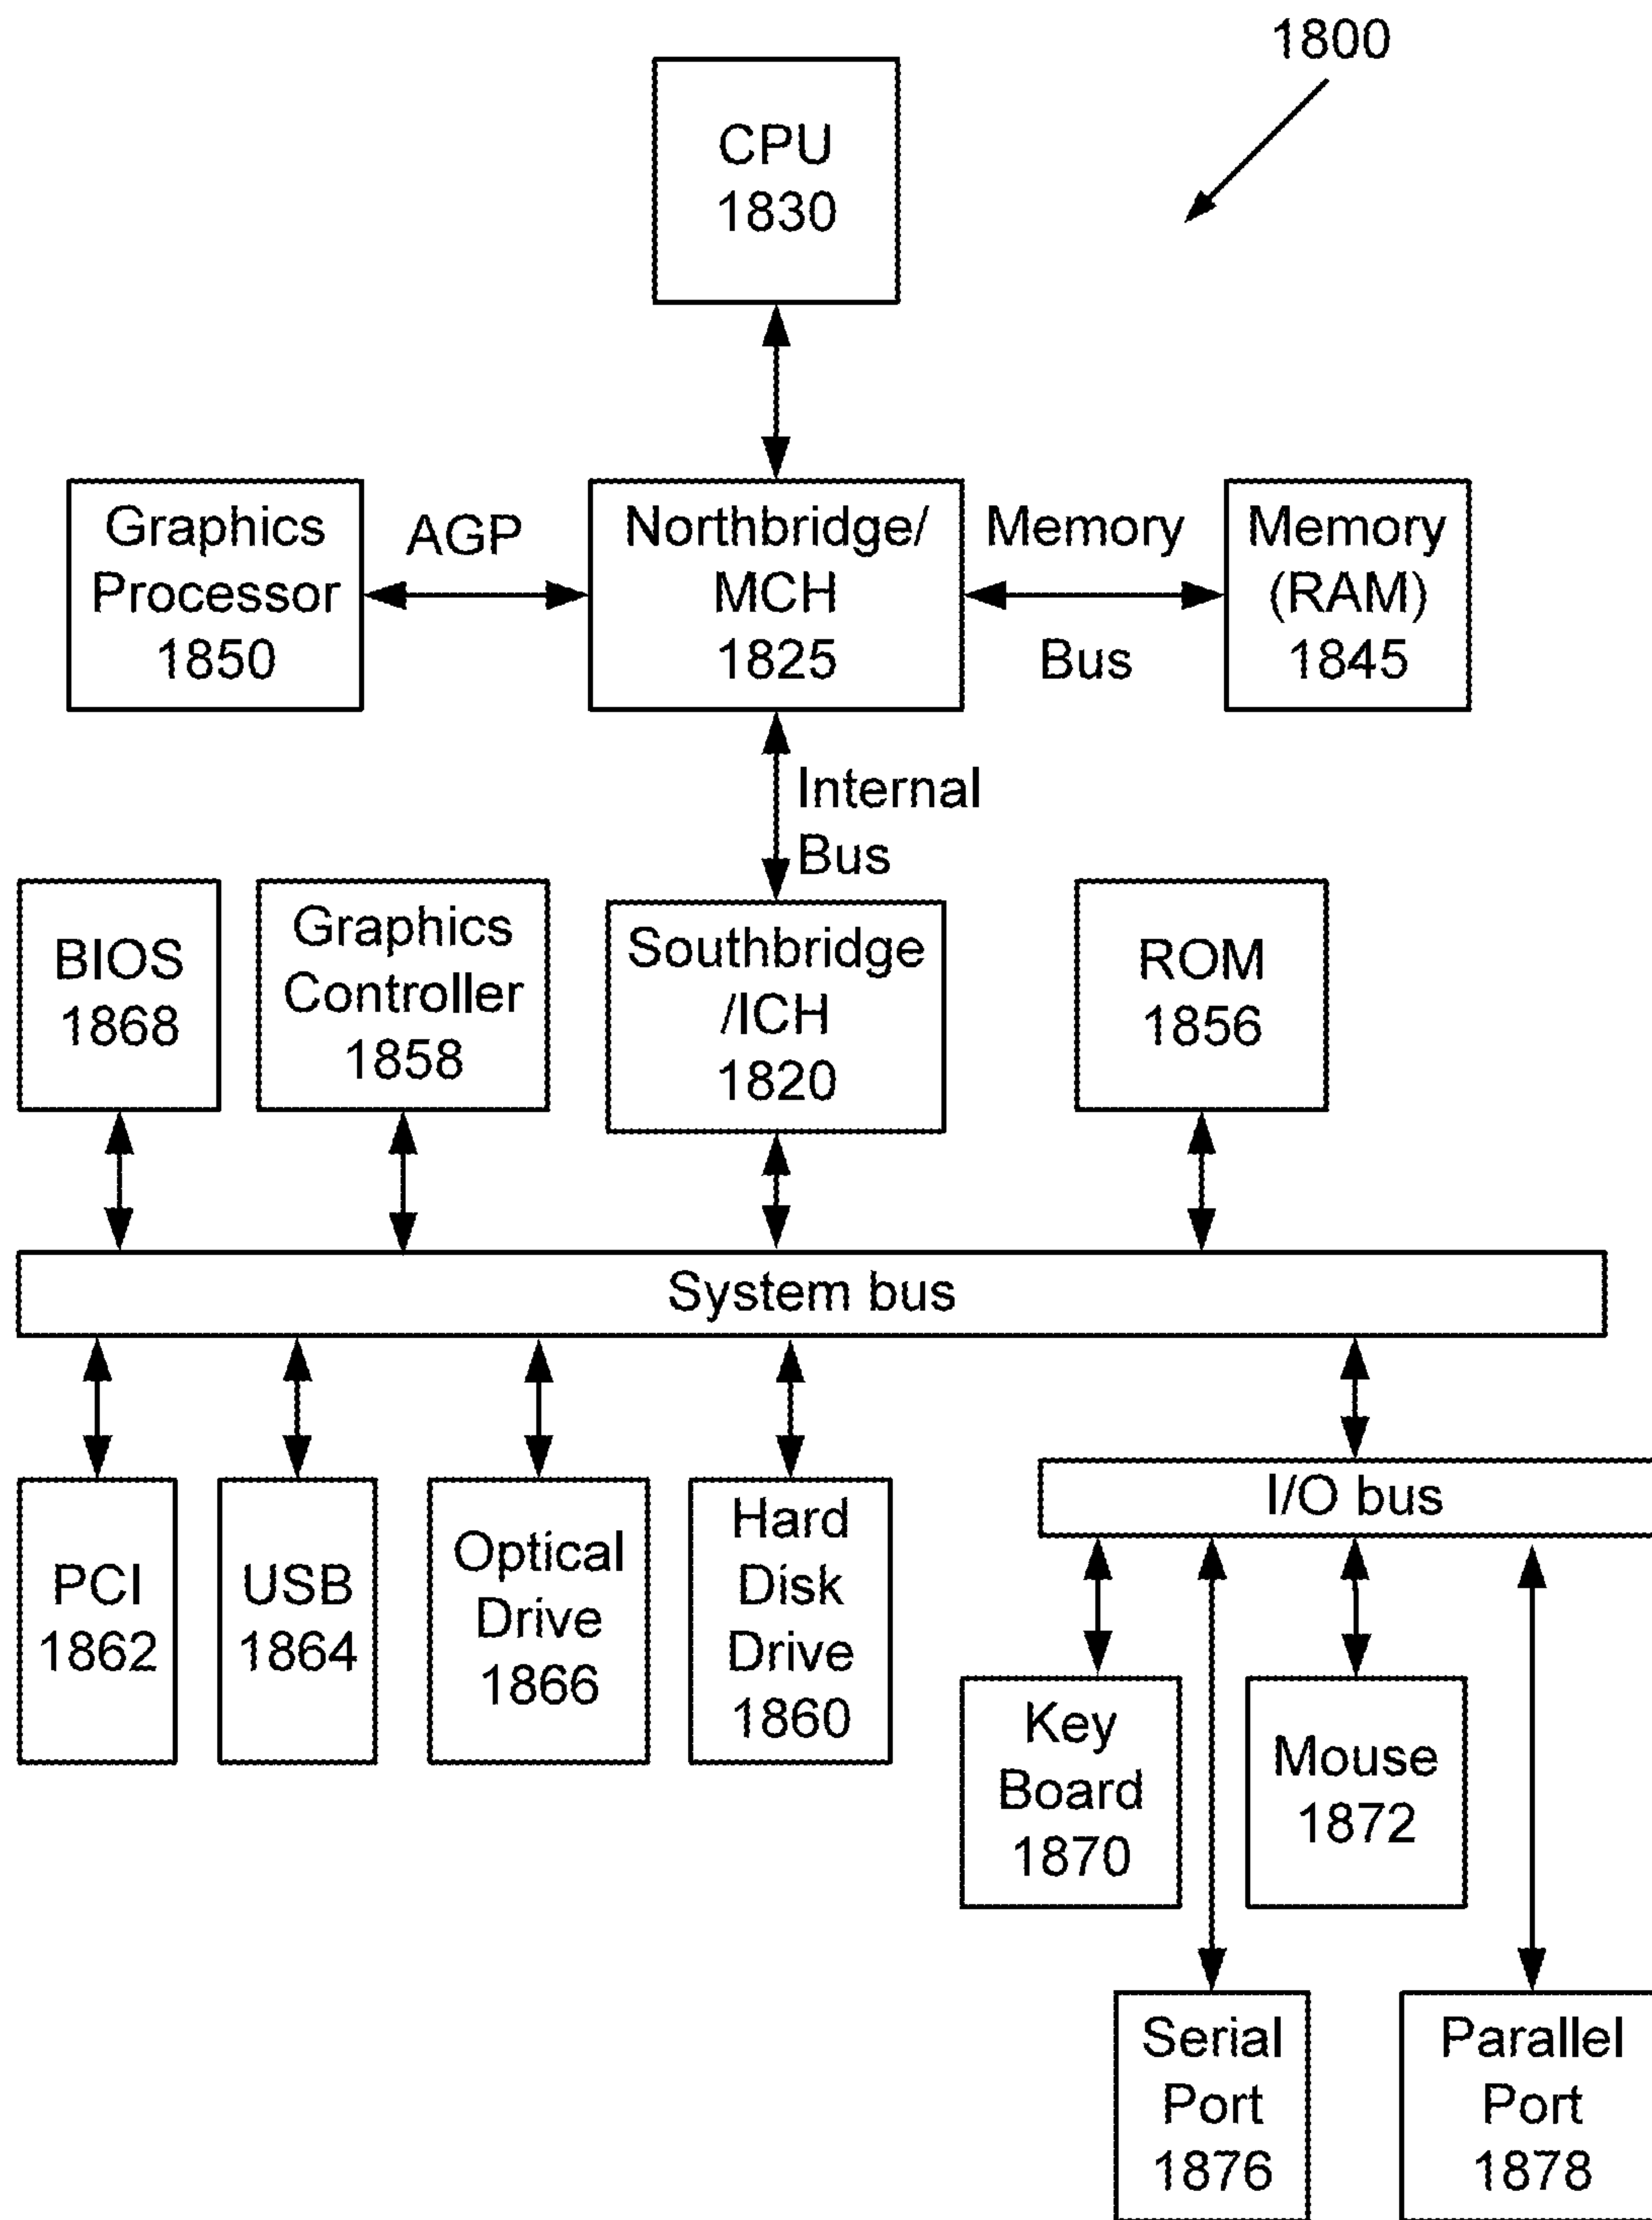 1800
CPU
1830
Graphics
Processor
1850
AGP
Northbridge/
MCH
1825
Memory
Bus
Memory
(RAM)
1845
Internal
Bus
BIOS
1868
Graphics
Controller
1858
Southbridge
/ICH
1820
ROM
1856
System bus
PCI
1862
USB
1864
Optical
Drive
1866
Hard
Disk
Drive
1860
I/O bus
Key
Board
1870
Mouse
1872
Serial
Port
1876
Parallel
Port
1878